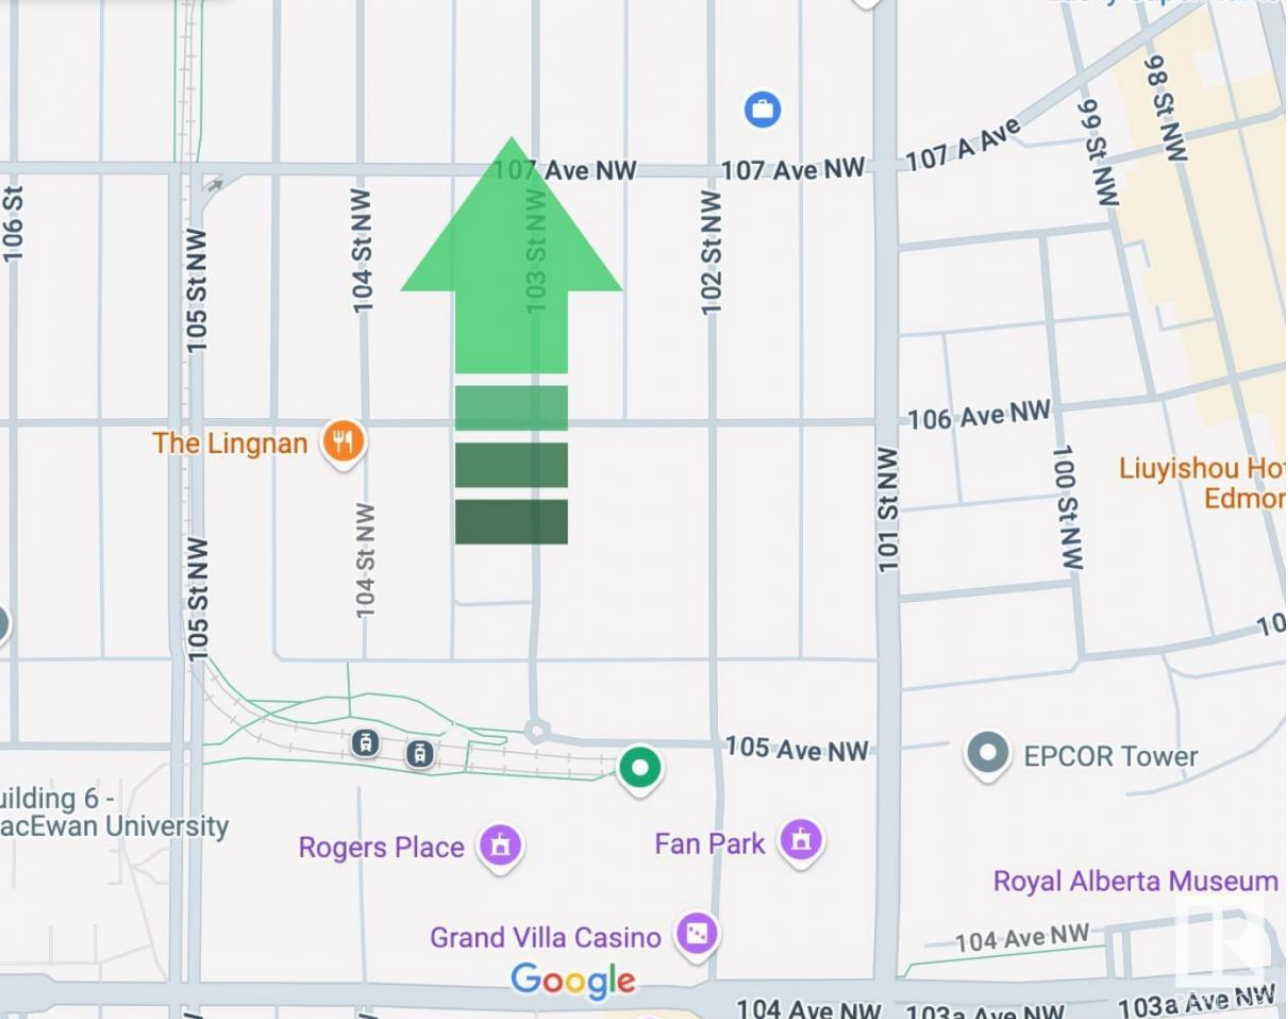 107 Ave NW
107 Ave NW
107 A Ave
98 St NW
99 St NW
106 St
105 St NW
104 St NW
103 St NW
102 St NW
The Lingnan
106 Ave NW
101 St NW
100 St NW
Liuyishou Hot
Edmon
104 St NW
105 St NW
105 Ave NW
EPCOR Tower
uilding 6 -
acEwan University
Rogers Place
Fan Park
Royal Alberta Museum
Grand Villa Casino
104 Ave NW
Google
104 Ave NW
103a Ave NW
103a Ave NW